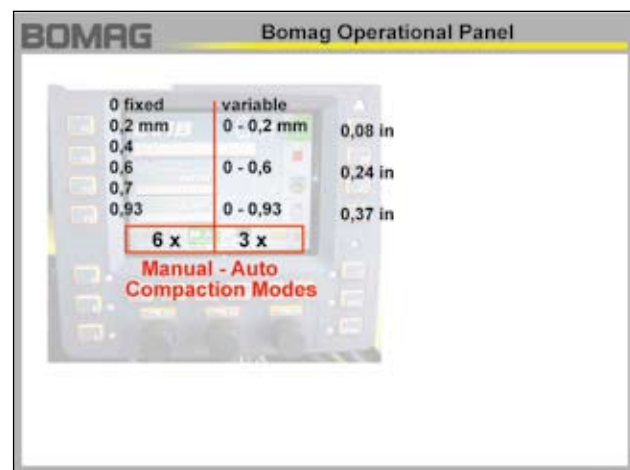 BOMAG
Bomag Operational Panel
0 fixed variable
0,2 mm 0 - 0,2 mm 0,08 in
0,4
0,6 0 - 0,6 0,24 in
0,7
0,93 0 - 0,93 0,37 in
6 x 3 x
Manual - Auto
Compaction Modes